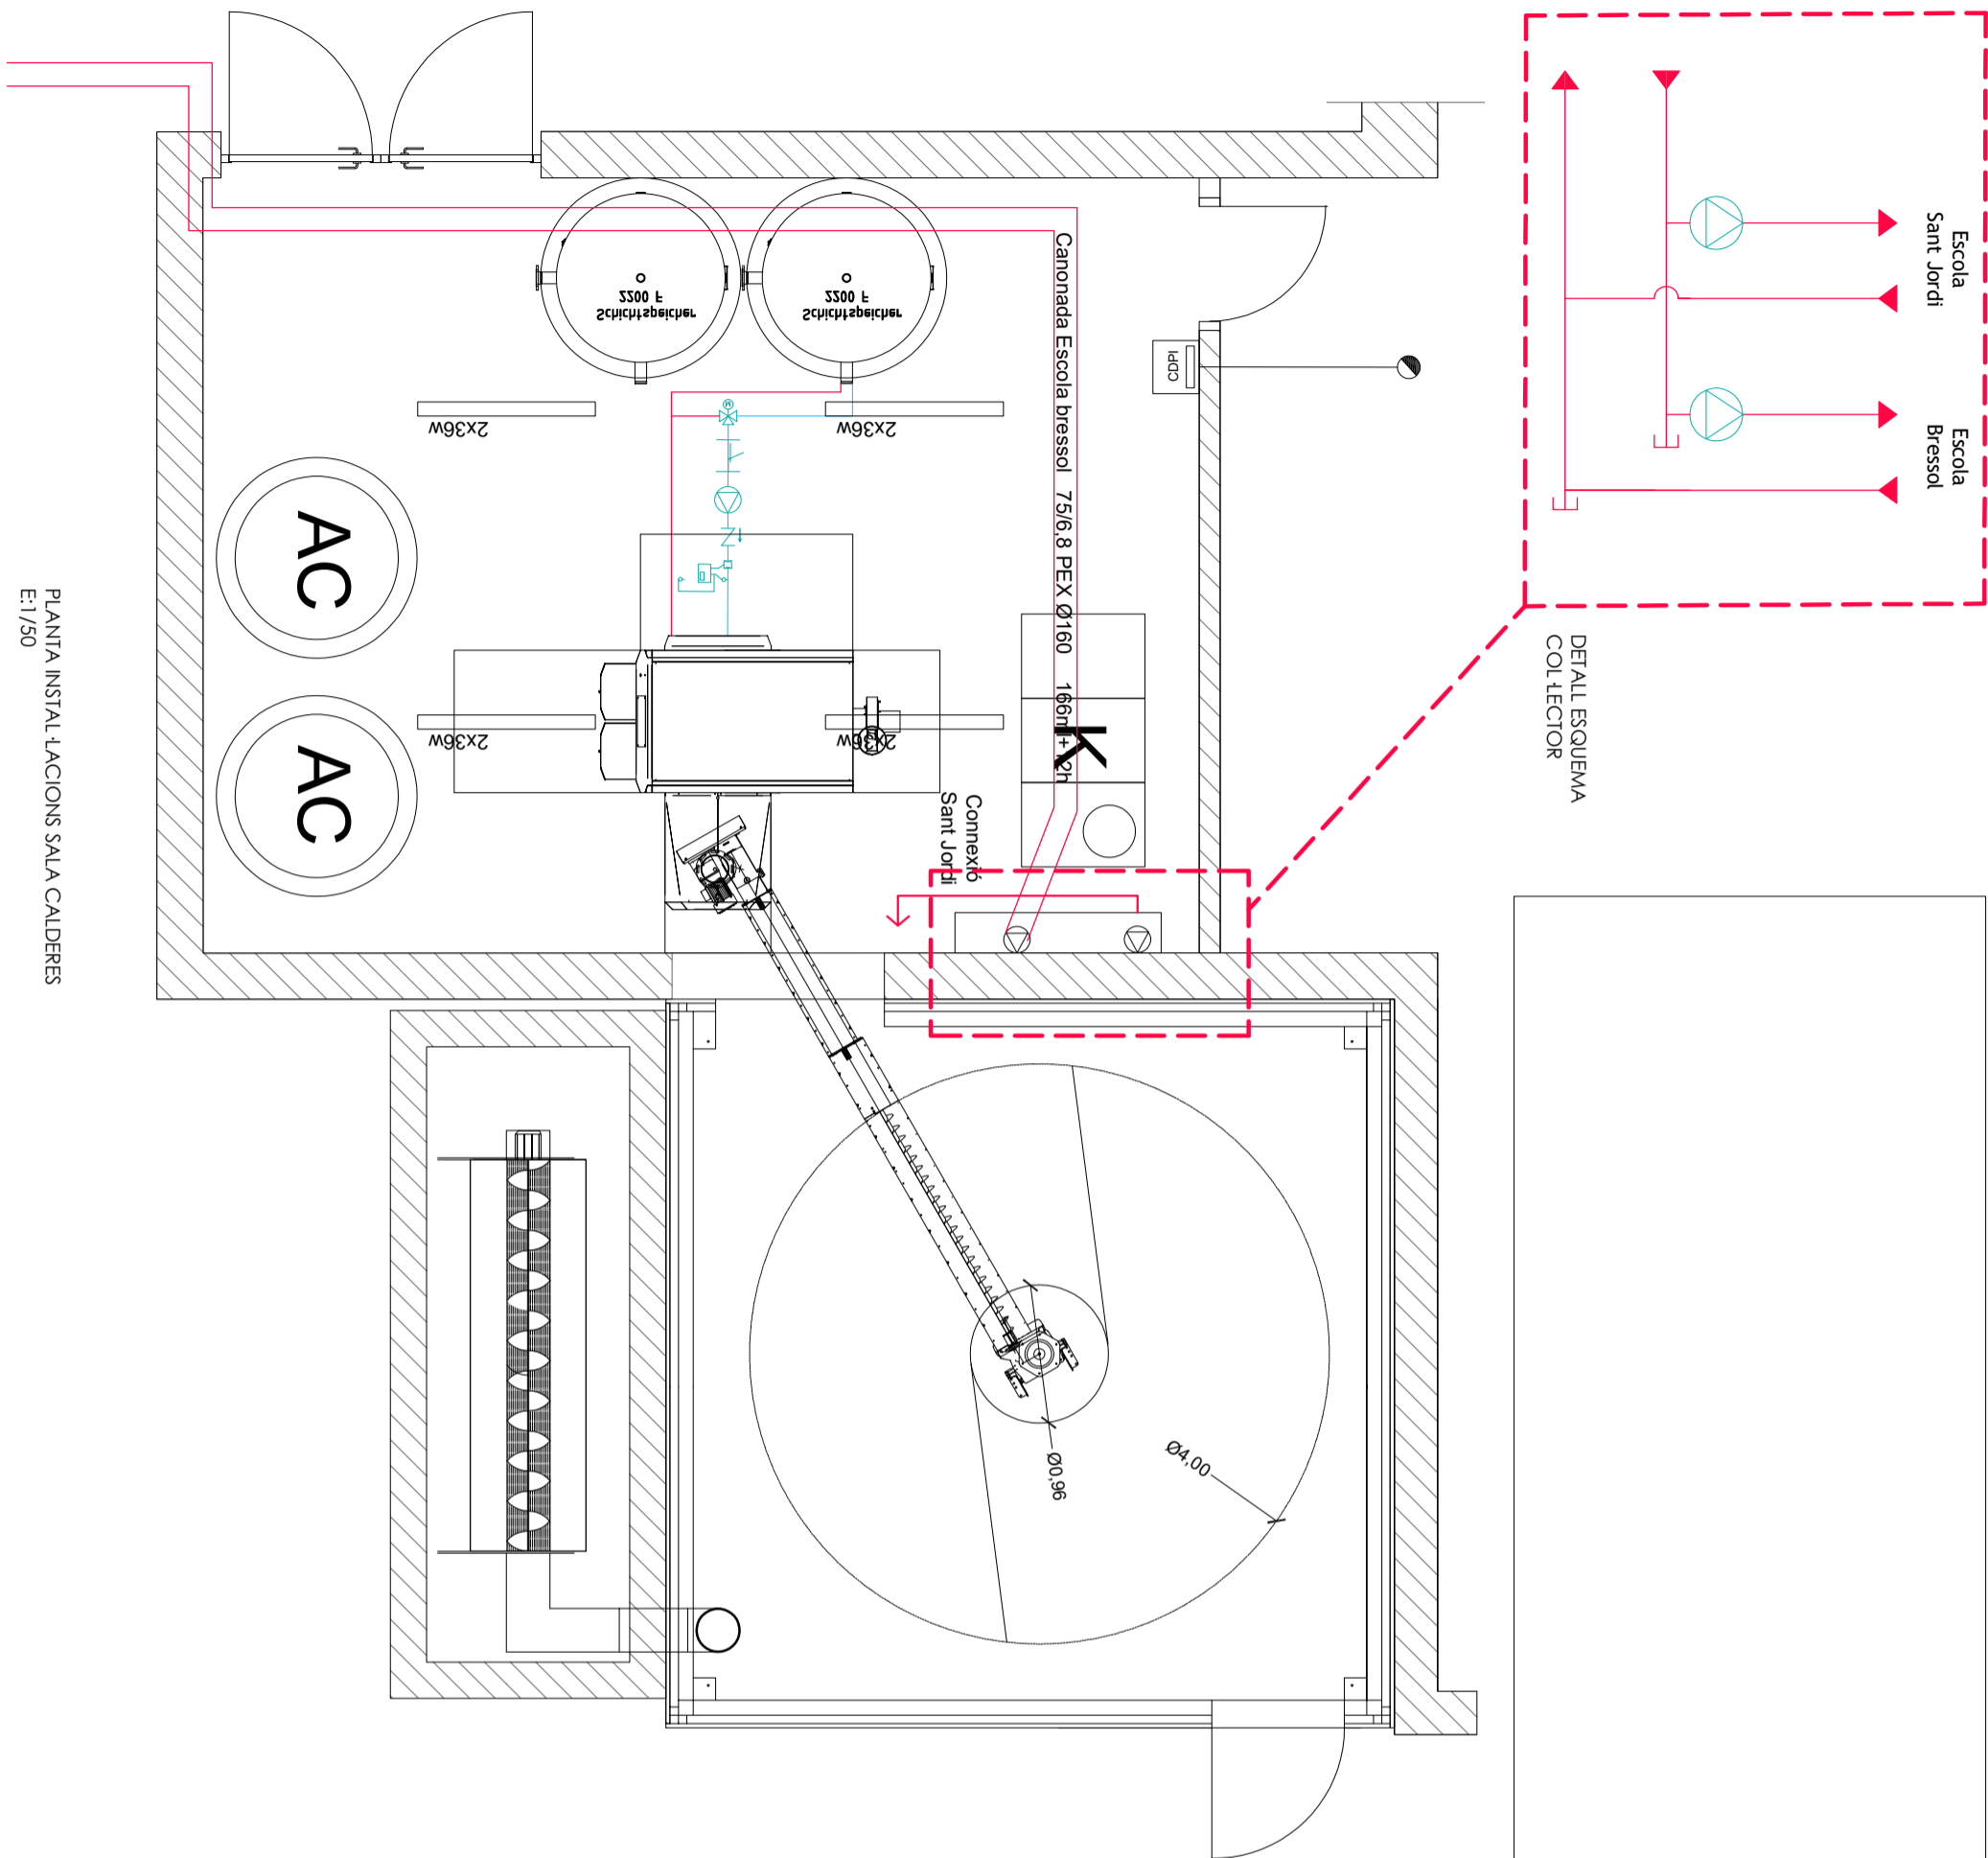 Escola
Sant Jordi
Escola
Bressol
DETALL ESQUEMA
COL·LECTOR
CDPI
Canonada Escola bressol 75/6,8 PEX Ø160 166ml+12h
Schichtspeicher
2200 F
Schichtspeicher
2200 F
2x36w
2x36w
2x36w
2x36w
K
Connexió
Sant Jordi
AC
AC
Ø4,00
Ø0,96
PLANTA INSTAL·LACIONS SALA CALDERES
E:1/50